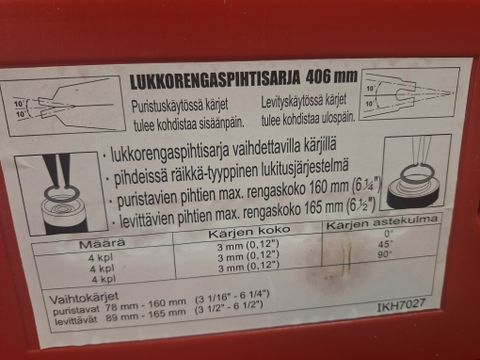 LUKKORENGASPIHTISARJA 406 mm
10°
10°
Puristuskäytössä kärjet
tulee kohdistaa sisäänpäin.
Levityskäytössä kärjet
tulee kohdistaa ulospäin.
10°
10°
· lukkorengaspihtisarja vaihdettavilla kärjillä
· pihdeissä räikkä-tyyppinen lukitusjärjestelmä
· puristavien pihtien max. rengaskoko 160 mm (6 ¼")
· levittävien pihtien max. rengaskoko 165 mm (6 ½")
Määrä Kärjen koko Kärjen astekulma
4 kpl 3 mm (0,12") 0°
4 kpl 3 mm (0,12") 45°
4 kpl 3 mm (0,12") 90°
Vaihtokärjet
puristavat 78 mm - 160 mm (3 1/16" - 6 1/4")
levittävät 89 mm - 165 mm (3 1/2" - 6 1/2")
IKH7027